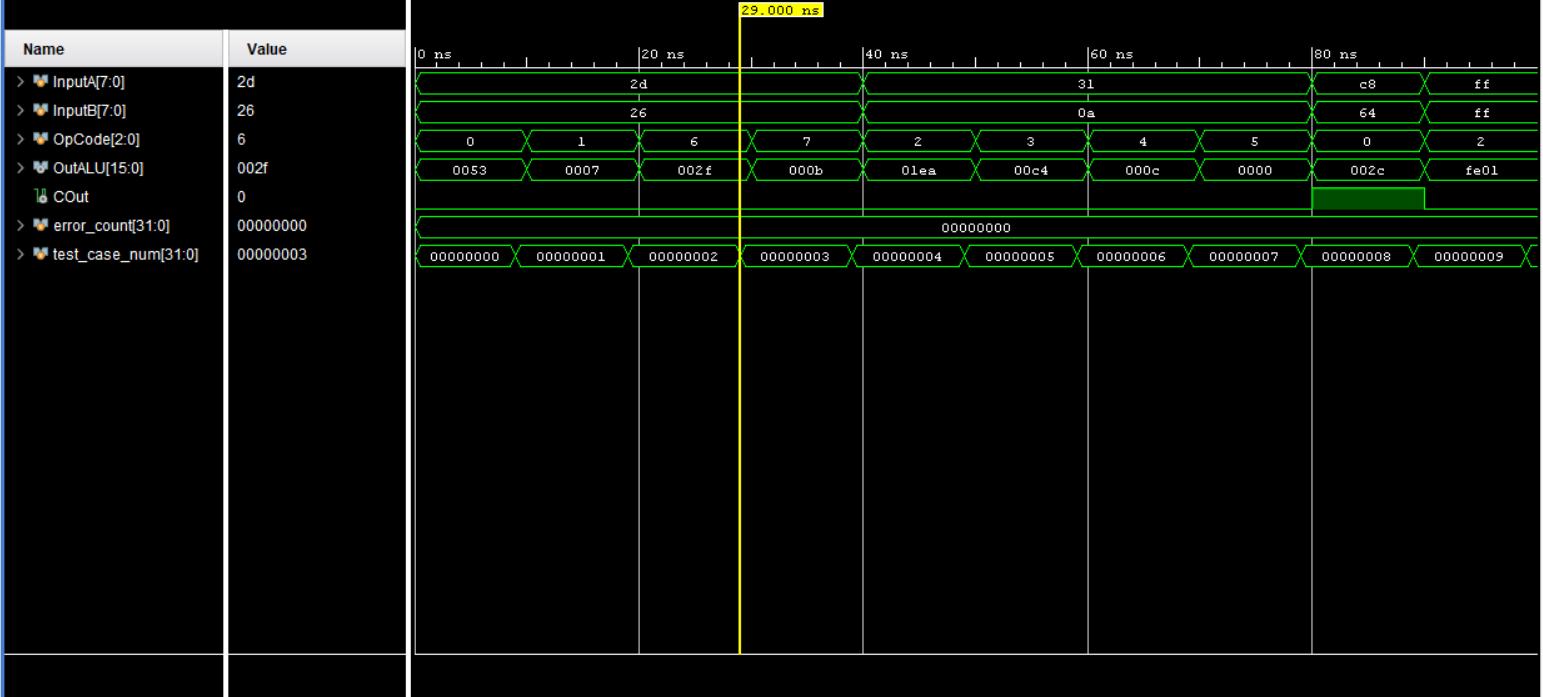 29.000 ns
Name Value
0 ns 20 ns 40 ns 60 ns 80 ns
InputA[7:0] 2d 2d 31 c8 ff
InputB[7:0] 26 26 0a 64 ff
OpCode[2:0] 6 0 1 6 7 2 3 4 5 0 2
OutALU[15:0] 002f 0053 0007 002f 000b 01ea 00c4 000c 0000 002c fe01
COut 0
error_count[31:0] 00000000 00000000
test_case_num[31:0] 00000003 00000000 00000001 00000002 00000003 00000004 00000005 00000006 00000007 00000008 00000009